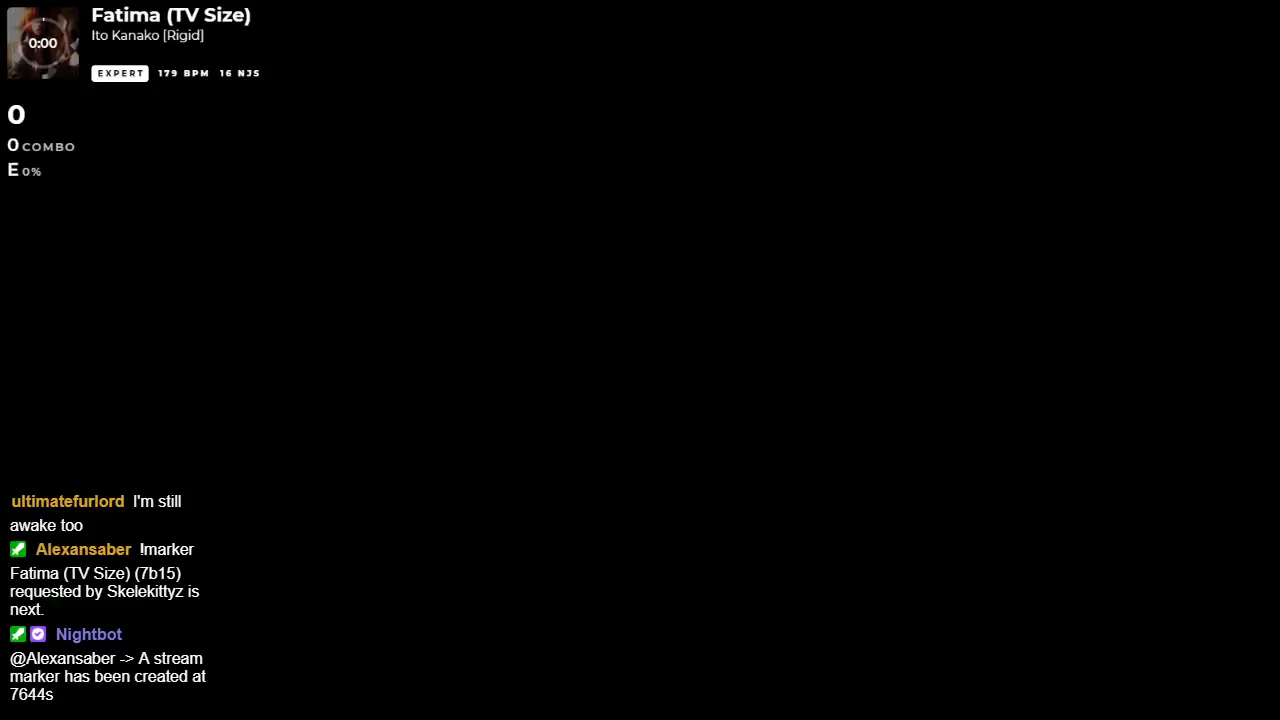 Fatima (TV Size)
Ito Kanako [Rigid]
0:00
EXPERT 179 BPM 16 NJS
0
0 COMBO
E 0%
ultimatefurlord I'm still
awake too
Alexansaber !marker
Fatima (TV Size) (7b15)
requested by Skelekittyz is
next.
Nightbot
@Alexansaber -> A stream
marker has been created at
7644s